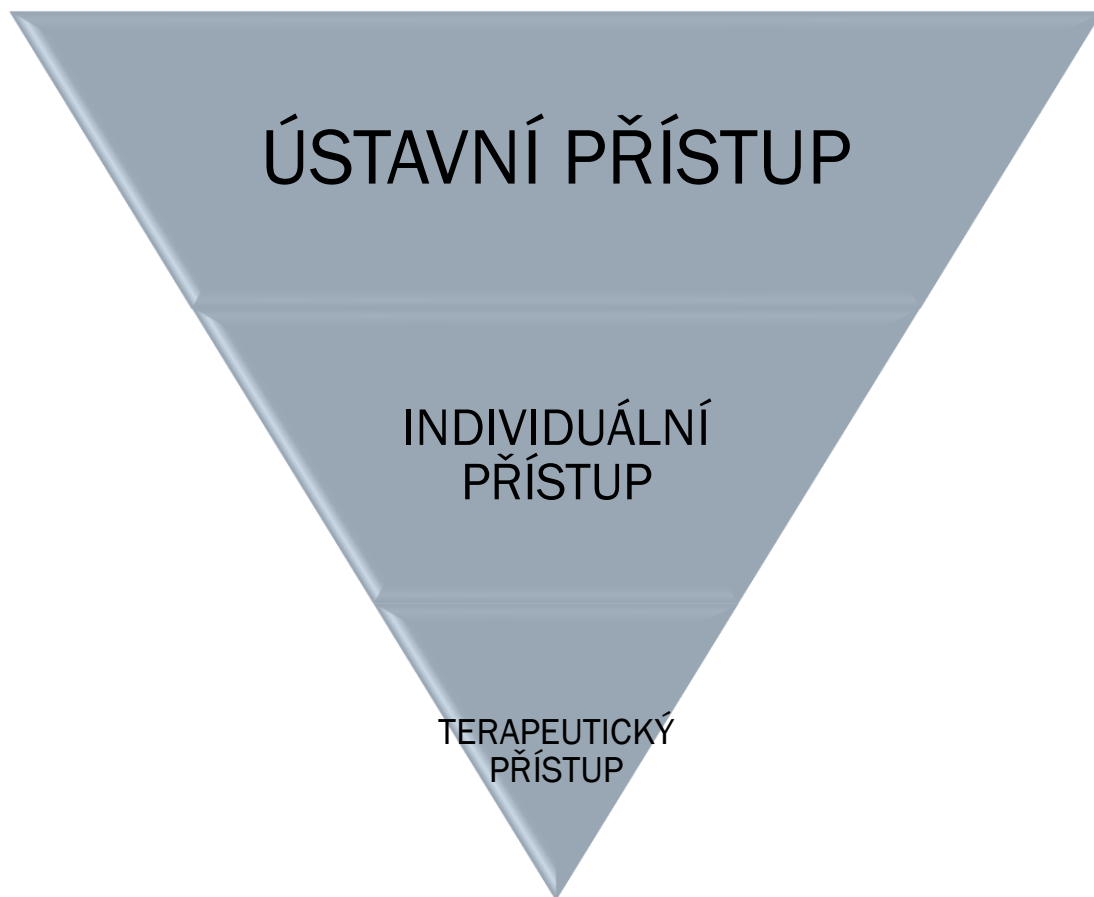 ÚSTAVNÍ PŘÍSTUP
INDIVIDUÁLNÍ
PŘÍSTUP
TERAPEUTICKÝ
PŘÍSTUP